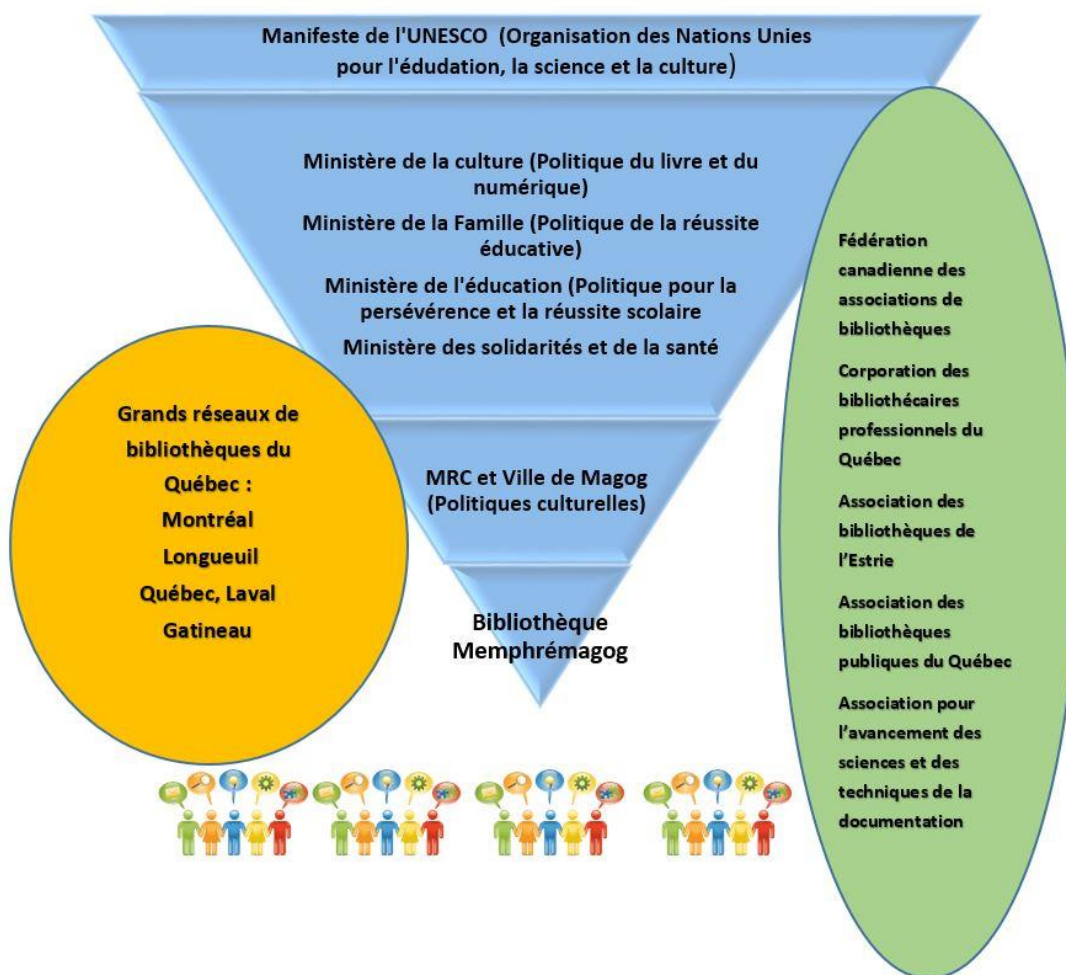 Manifeste de l'UNESCO (Organisation des Nations Unies
pour l'édudation, la science et la culture)
Ministère de la culture (Politique du livre et du
numérique)
Ministère de la Famille (Politique de la réussite
éducative)
Ministère de l'éducation (Politique pour la
persévérence et la réussite scolaire
Ministère des solidarités et de la santé
MRC et Ville de Magog
(Politiques culturelles)
Bibliothèque
Memphrémagog
Grands réseaux de
bibliothèques du
Québec :
Montréal
Longueuil
Québec, Laval
Gatineau
Fédération
canadienne des
associations de
bibliothèques
Corporation des
bibliothécaires
professionnels du
Québec
Association des
bibliothèques de
l’Estrie
Association des
bibliothèques
publiques du Québec
Association pour
l’avancement des
sciences et des
techniques de la
documentation